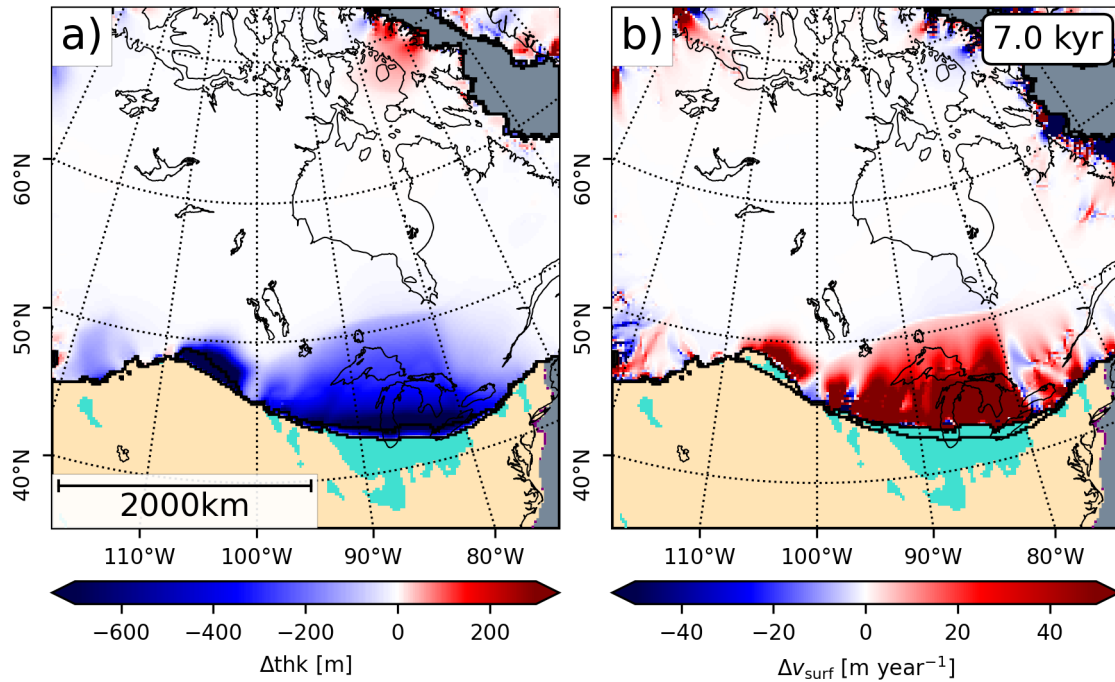 a)
b)
7.0 kyr
60°N
50°N
40°N
60°N
50°N
40°N
2000km
110°W
100°W
90°W
80°W
110°W
100°W
90°W
80°W
−600
−400
−200
0
200
−40
−20
0
20
40
Δthk [m]
Δv_surf [m year⁻¹]